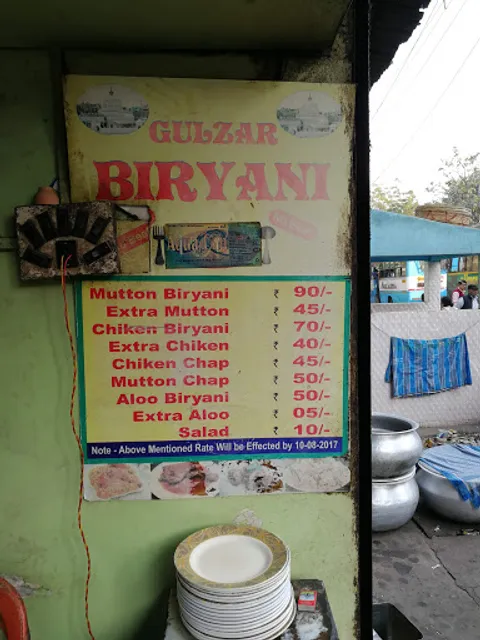 GULZAR
BIRYANI
Mutton Biryani ₹ 90/-
Extra Mutton ₹ 45/-
Chiken Biryani ₹ 70/-
Extra Chiken ₹ 40/-
Chiken Chap ₹ 45/-
Mutton Chap ₹ 50/-
Aloo Biryani ₹ 50/-
Extra Aloo ₹ 05/-
Salad ₹ 10/-
Note - Above Mentioned Rate Will be Effected by 10-08-2017